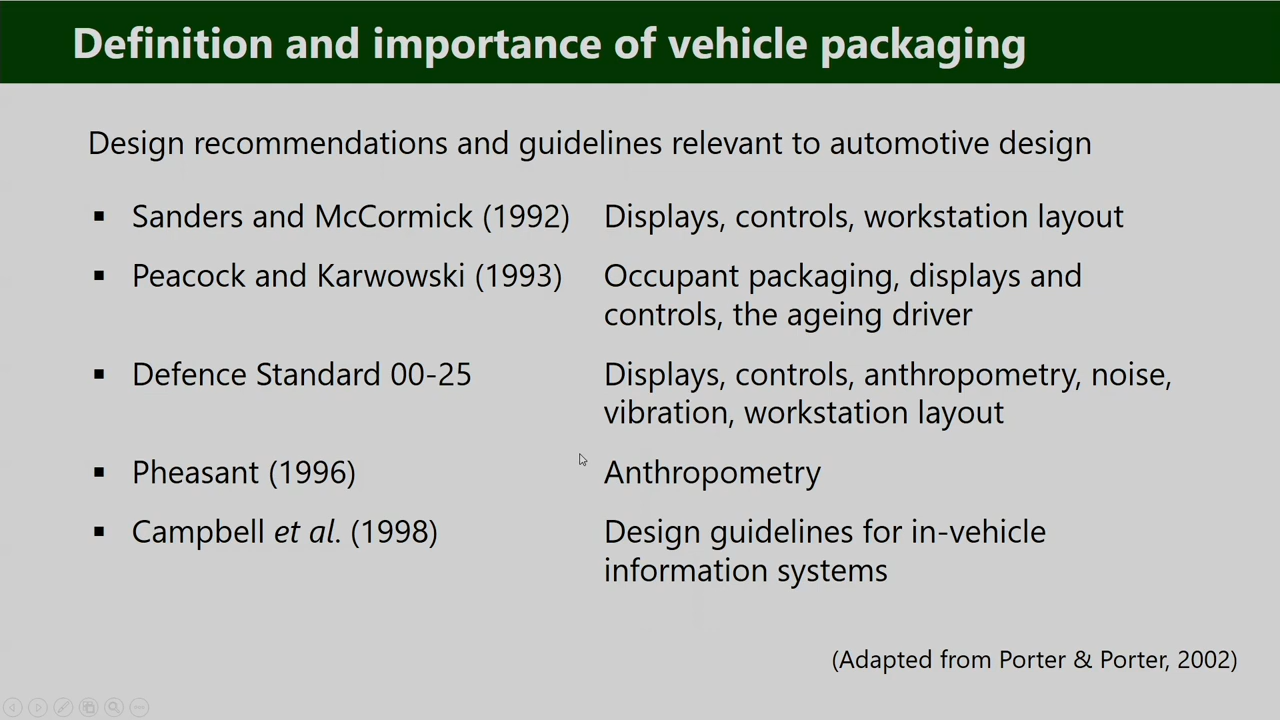 Definition and importance of vehicle packaging
Design recommendations and guidelines relevant to automotive design
▪ Sanders and McCormick (1992) Displays, controls, workstation layout
▪ Peacock and Karwowski (1993) Occupant packaging, displays and
controls, the ageing driver
▪ Defence Standard 00-25 Displays, controls, anthropometry, noise,
vibration, workstation layout
▪ Pheasant (1996) Anthropometry
▪ Campbell et al. (1998) Design guidelines for in-vehicle
information systems
(Adapted from Porter & Porter, 2002)